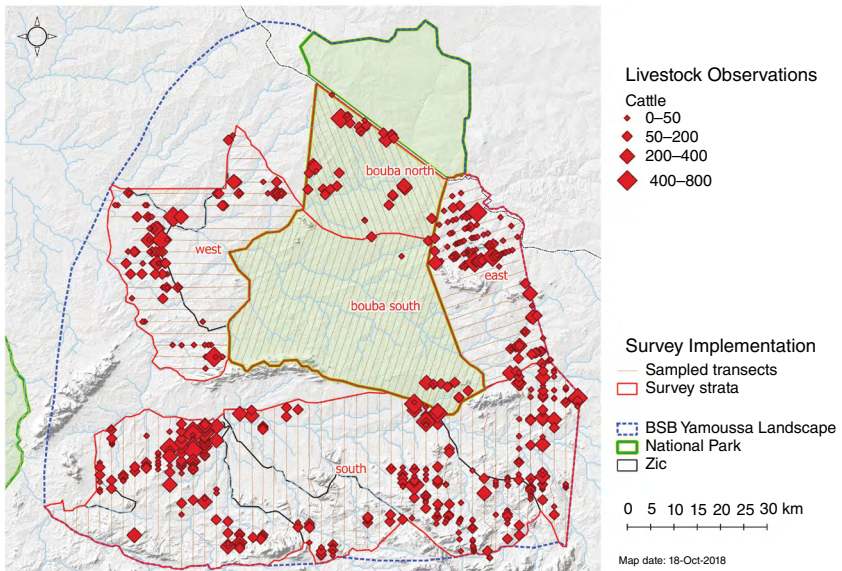 bouba north
west
east
bouba south
south
Livestock Observations
Cattle
0–50
50–200
200–400
400–800
Survey Implementation
Sampled transects
Survey strata
BSB Yamoussa Landscape
National Park
Zic
0 5 10 15 20 25 30 km
Map date: 18-Oct-2018